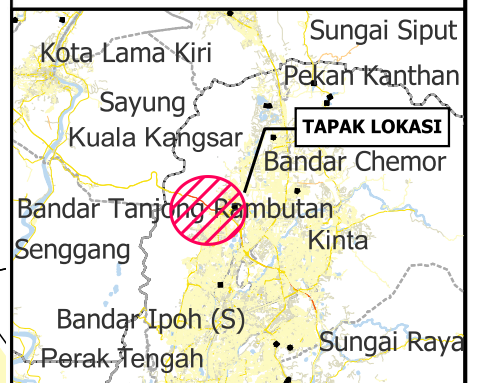 Sungai Siput
Kota Lama Kiri
Pekan Kanthan
Sayung
TAPAK LOKASI
Kuala Kangsar
Bandar Chemor
Bandar Tanjong Rambutan
Kinta
Senggang
Bandar Ipoh (S)
Sungai Raya
Perak Tengah